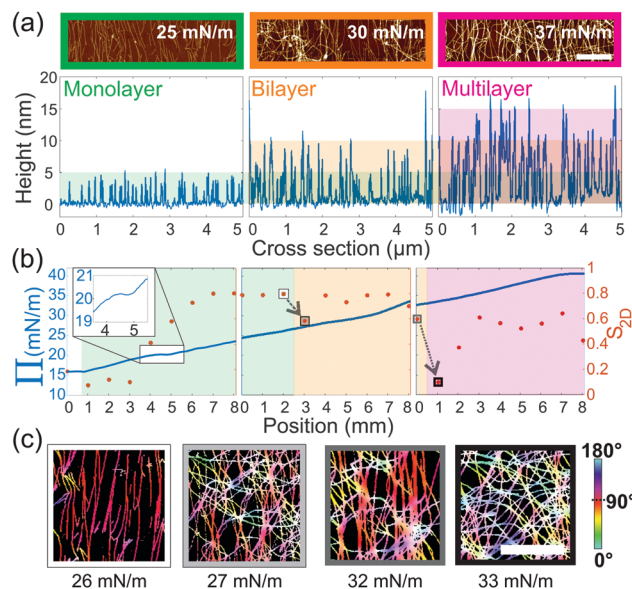 (a)
25 mN/m
30 mN/m
37 mN/m
Monolayer
Bilayer
Multilayer
Height (nm)
20
15
10
5
0
0 1 2 3 4 5
0 1 2 3 4 5
0 1 2 3 4 5
Cross section (µm)
(b)
Π (mN/m)
40
35
30
25
20
15
10
21
20
19
4 5
1
0.8
0.6
0.4
0.2
0
S2D
0 1 2 3 4 5 6 7 8
0 1 2 3 4 5 6 7 8
0 1 2 3 4 5 6 7 8
Position (mm)
(c)
180°
90°
0°
26 mN/m
27 mN/m
32 mN/m
33 mN/m